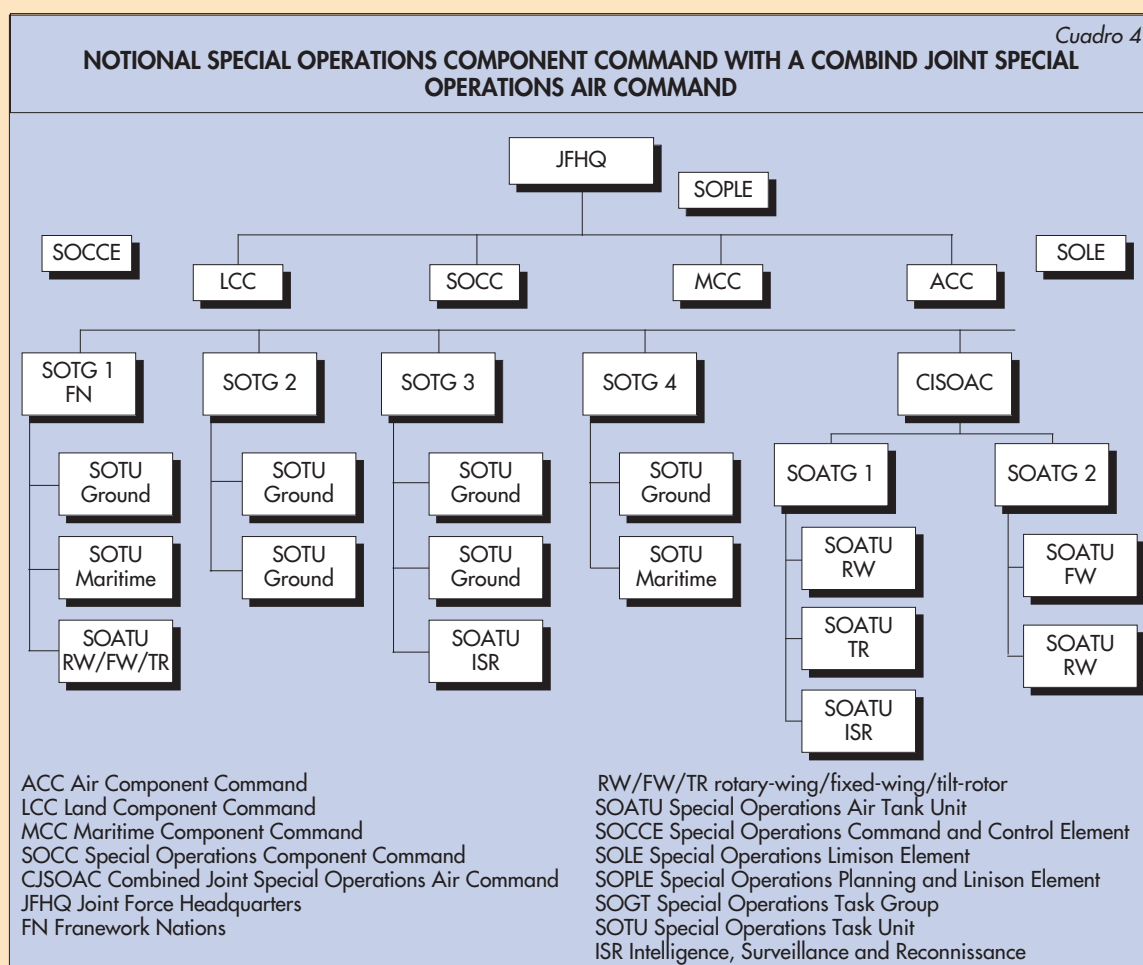 Cuadro 4
NOTIONAL SPECIAL OPERATIONS COMPONENT COMMAND WITH A COMBIND JOINT SPECIAL
OPERATIONS AIR COMMAND
JFHQ
SOPLE
SOCCE
SOLE
LCC
SOCC
MCC
ACC
SOTG 1
FN
SOTG 2
SOTG 3
SOTG 4
CISOAC
SOTU
Ground
SOTU
Maritime
SOATU
RW/FW/TR
SOTU
Ground
SOTU
Ground
SOTU
Ground
SOTU
Ground
SOATU
ISR
SOTU
Ground
SOTU
Maritime
SOATG 1
SOATG 2
SOATU
RW
SOATU
TR
SOATU
ISR
SOATU
FW
SOATU
RW
ACC Air Component Command
LCC Land Component Command
MCC Maritime Component Command
SOCC Special Operations Component Command
CJSOAC Combined Joint Special Operations Air Command
JFHQ Joint Force Headquarters
FN Franework Nations
RW/FW/TR rotary-wing/fixed-wing/tilt-rotor
SOATU Special Operations Air Tank Unit
SOCCE Special Operations Command and Control Element
SOLE Special Operations Limison Element
SOPLE Special Operations Planning and Linison Element
SOGT Special Operations Task Group
SOTU Special Operations Task Unit
ISR Intelligence, Surveillance and Reconnissance